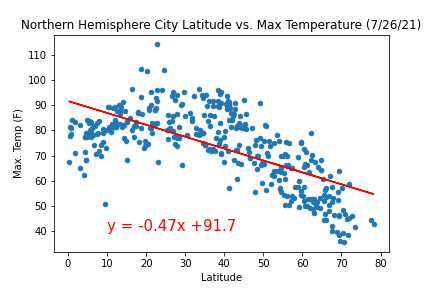 Northern Hemisphere City Latitude vs. Max Temperature (7/26/21)
Max. Temp (F)
110
100
90
80
70
60
50
40
y = -0.47x +91.7
0 10 20 30 40 50 60 70 80
Latitude